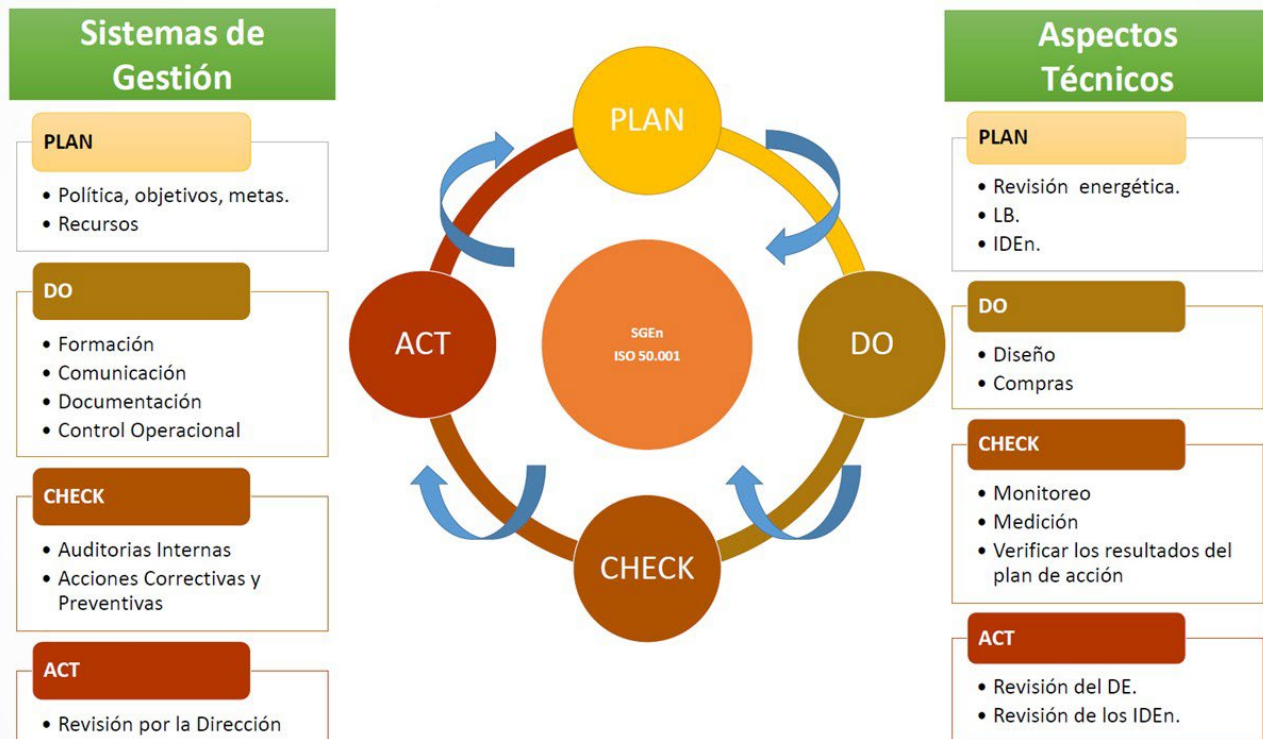 Sistemas de
Gestión
PLAN
• Política, objetivos, metas.
• Recursos
DO
• Formación
• Comunicación
• Documentación
• Control Operacional
CHECK
• Auditorias Internas
• Acciones Correctivas y
Preventivas
ACT
• Revisión por la Dirección
PLAN
DO
CHECK
ACT
SGEn
ISO 50.001
Aspectos
Técnicos
PLAN
• Revisión energética.
• LB.
• IDEn.
DO
• Diseño
• Compras
CHECK
• Monitoreo
• Medición
• Verificar los resultados del
plan de acción
ACT
• Revisión del DE.
• Revisión de los IDEn.